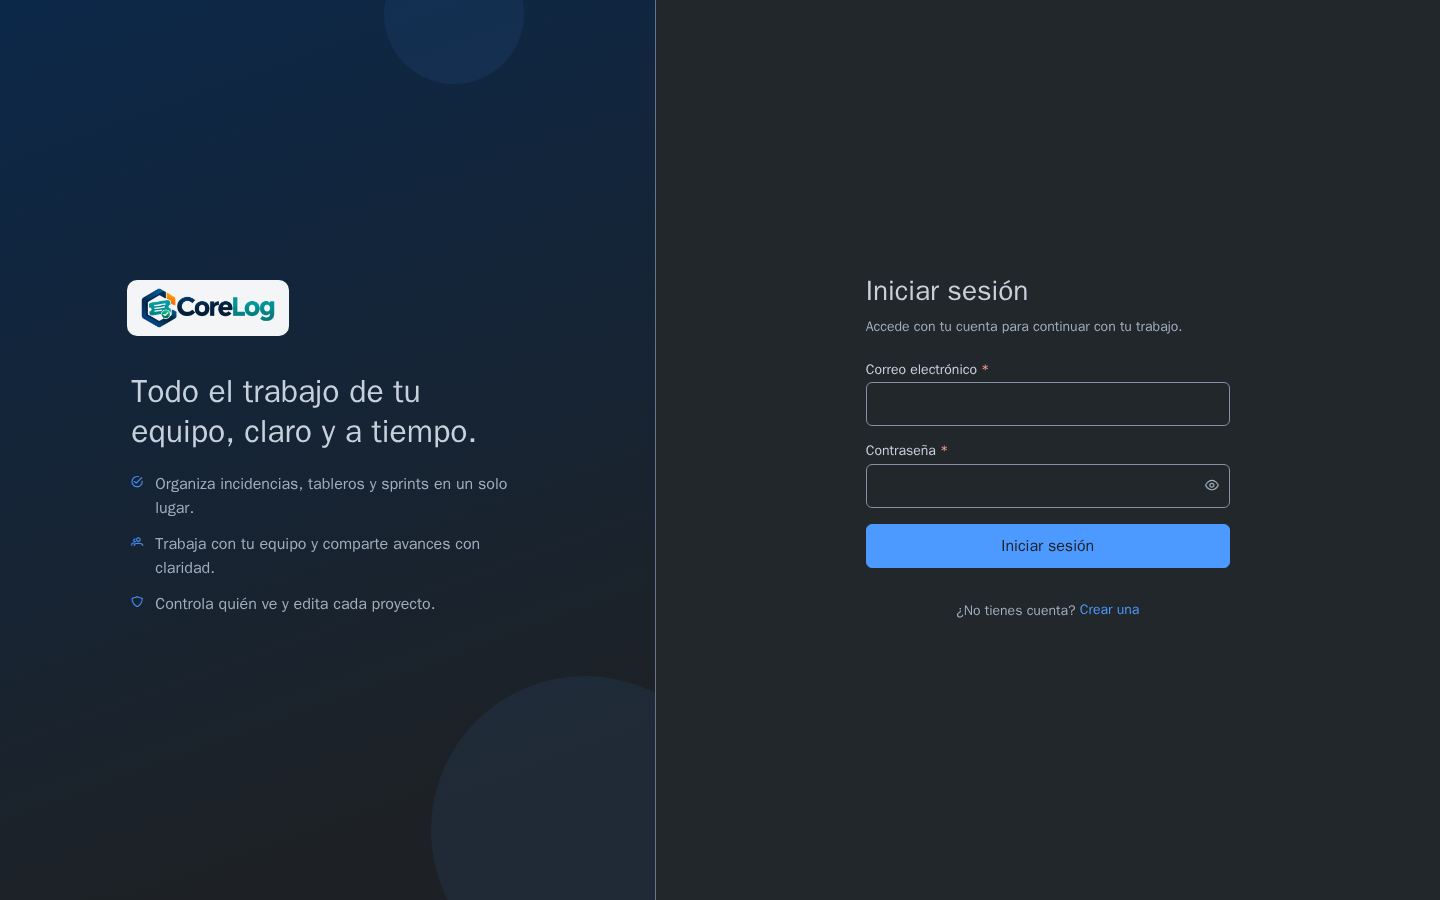 CoreLog
Todo el trabajo de tu
equipo, claro y a tiempo.
Organiza incidencias, tableros y sprints en un solo
lugar.
Trabaja con tu equipo y comparte avances con
claridad.
Controla quién ve y edita cada proyecto.
Iniciar sesión
Accede con tu cuenta para continuar con tu trabajo.
Correo electrónico *
Contraseña *
Iniciar sesión
¿No tienes cuenta? Crear una